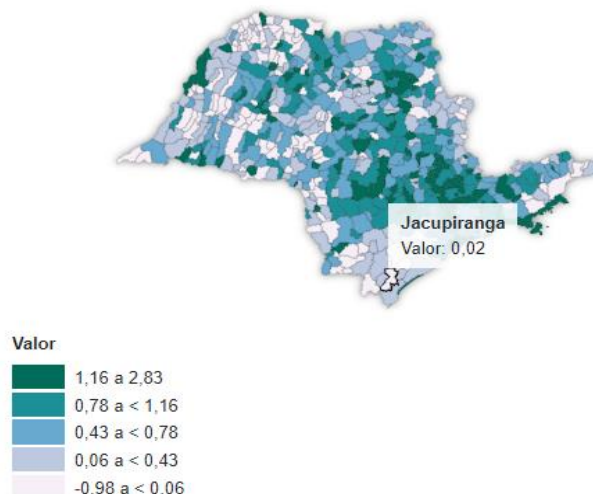 Jacupiranga
Valor: 0,02
Valor
1,16 a 2,83
0,78 a < 1,16
0,43 a < 0,78
0,06 a < 0,43
-0,98 a < 0,06